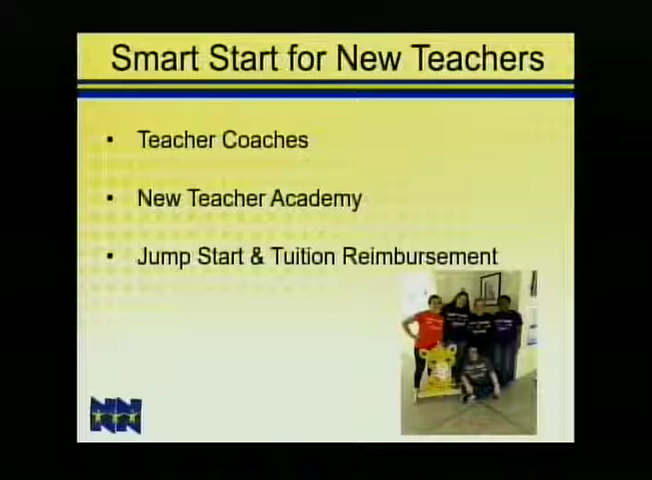 Smart Start for New Teachers
• Teacher Coaches
• New Teacher Academy
• Jump Start & Tuition Reimbursement
NN